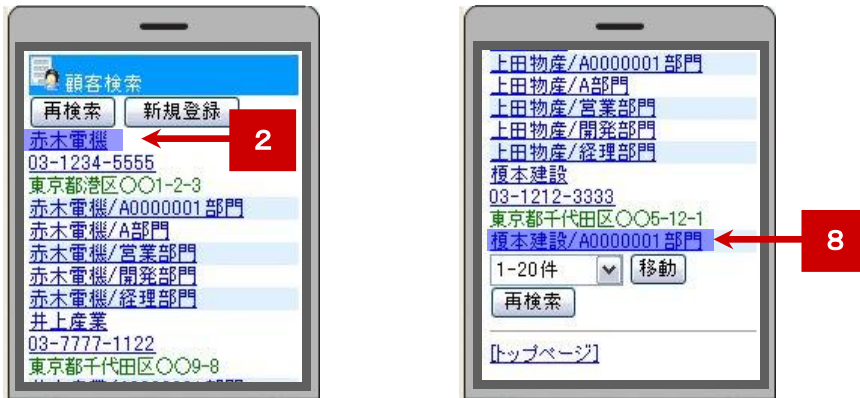 顧客検索
再検索 新規登録
赤木電機
03-1234-5555
東京都港区〇〇1-2-3
赤木電機/A0000001部門
赤木電機/A部門
赤木電機/営業部門
赤木電機/開発部門
赤木電機/経理部門
井上産業
03-7777-1122
東京都千代田区〇〇9-8
2
上田物産/A0000001部門
上田物産/A部門
上田物産/営業部門
上田物産/開発部門
上田物産/経理部門
榎本建設
03-1212-3333
東京都千代田区〇〇5-12-1
榎本建設/A0000001部門
1-20件 移動
再検索
[トップページ]
8